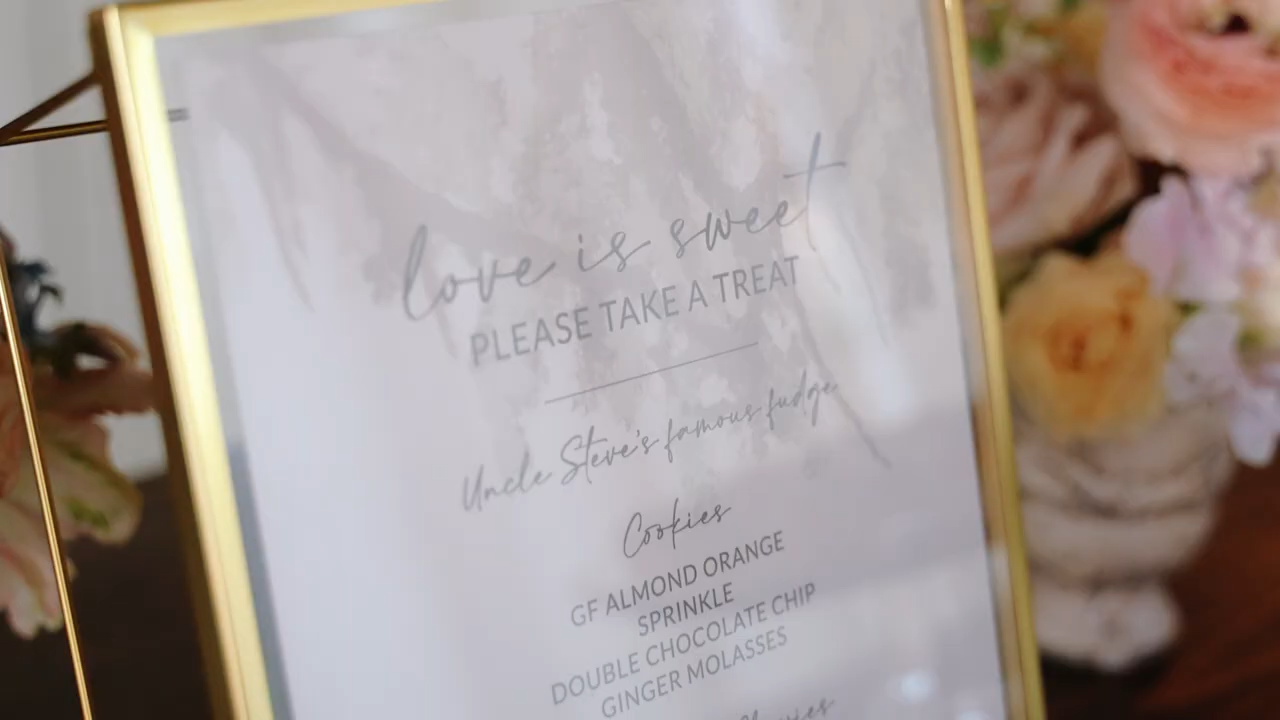 love is sweet
PLEASE TAKE A TREAT
Uncle Steve's famous fudge
Cookies
GF ALMOND ORANGE
SPRINKLE
DOUBLE CHOCOLATE CHIP
GINGER MOLASSES